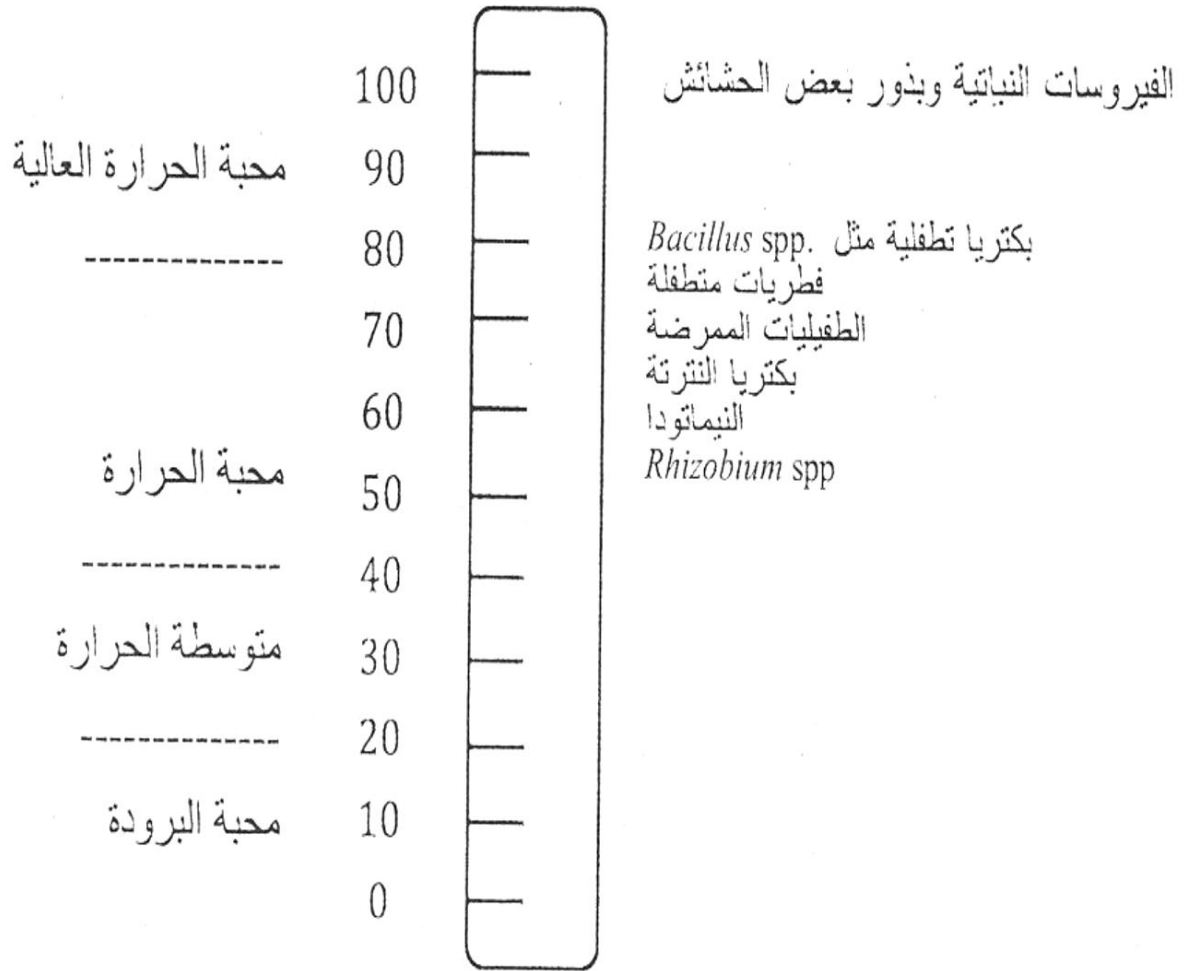 100
الفيروسات النباتية وبذور بعض الحشائش
محبة الحرارة العالية
90
--------------
80
بكتريا تطفلية مثل Bacillus spp.
فطريات متطفلة
70
الطفيليات الممرضة
بكتريا النترتة
60
النيماتودا
محبة الحرارة
Rhizobium spp
50
--------------
40
متوسطة الحرارة
30
--------------
20
محبة البرودة
10
0